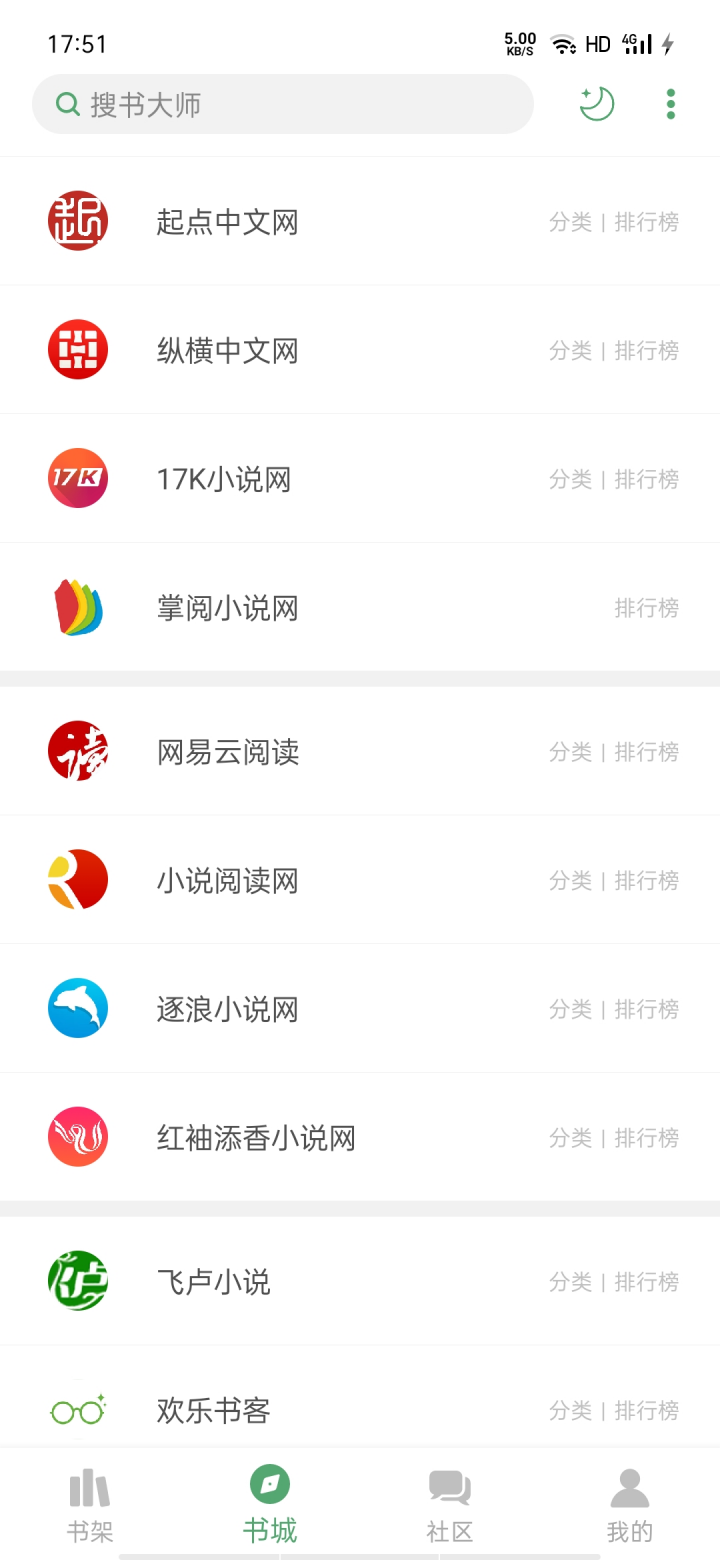 17:51
5.00 KB/S HD 4G
搜书大师
起点中文网 分类 | 排行榜
纵横中文网 分类 | 排行榜
17K
17K小说网 分类 | 排行榜
掌阅小说网 排行榜
网易云阅读 分类 | 排行榜
小说阅读网 分类 | 排行榜
逐浪小说网 分类 | 排行榜
红袖添香小说网 分类 | 排行榜
飞卢小说 分类 | 排行榜
欢乐书客 分类 | 排行榜
书架 书城 社区 我的